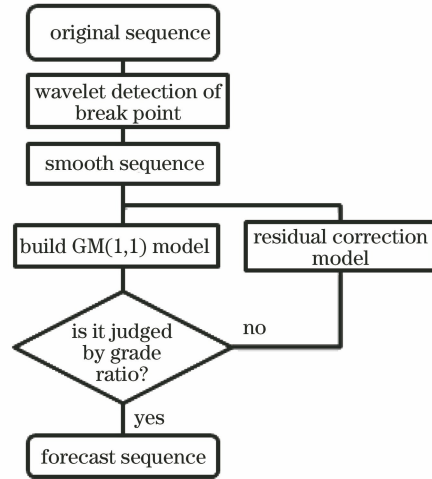 original sequence
wavelet detection of
break point
smooth sequence
build GM(1,1) model
residual correction
model
is it judged
by grade
ratio?
no
yes
forecast sequence